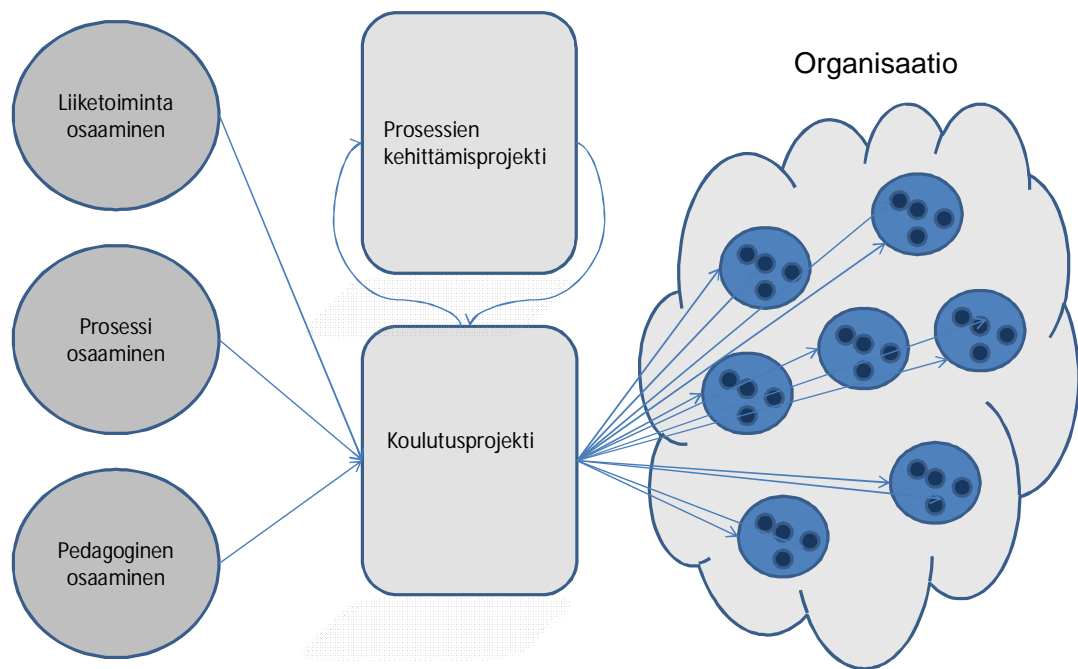 Liiketoiminta
osaaminen
Prosessi
osaaminen
Pedagoginen
osaaminen
Prosessien
kehittämisprojekti
Koulutusprojekti
Organisaatio